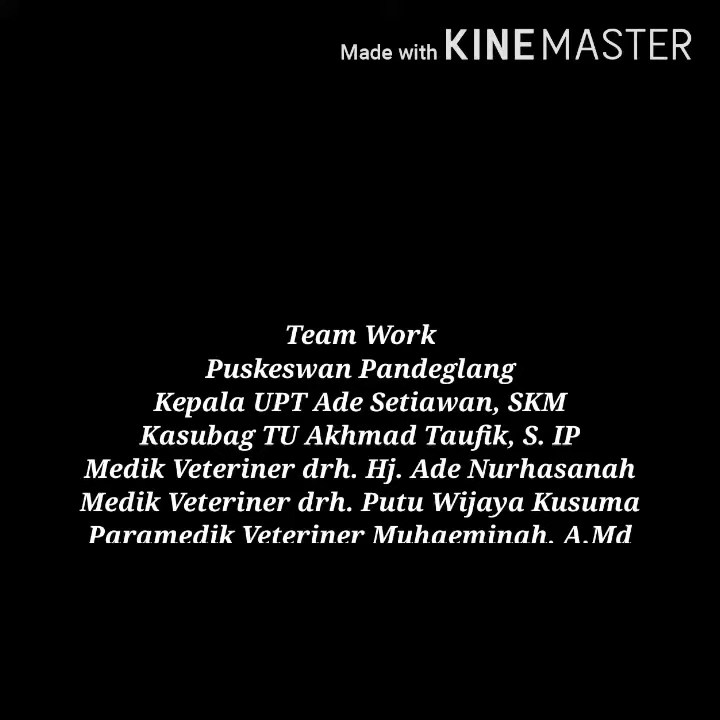 Made with KINEMASTER
Team Work
Puskeswan Pandeglang
Kepala UPT Ade Setiawan, SKM
Kasubag TU Akhmad Taufik, S. IP
Medik Veteriner drh. Hj. Ade Nurhasanah
Medik Veteriner drh. Putu Wijaya Kusuma
Paramedik Veteriner Muhaeminah, A.Md